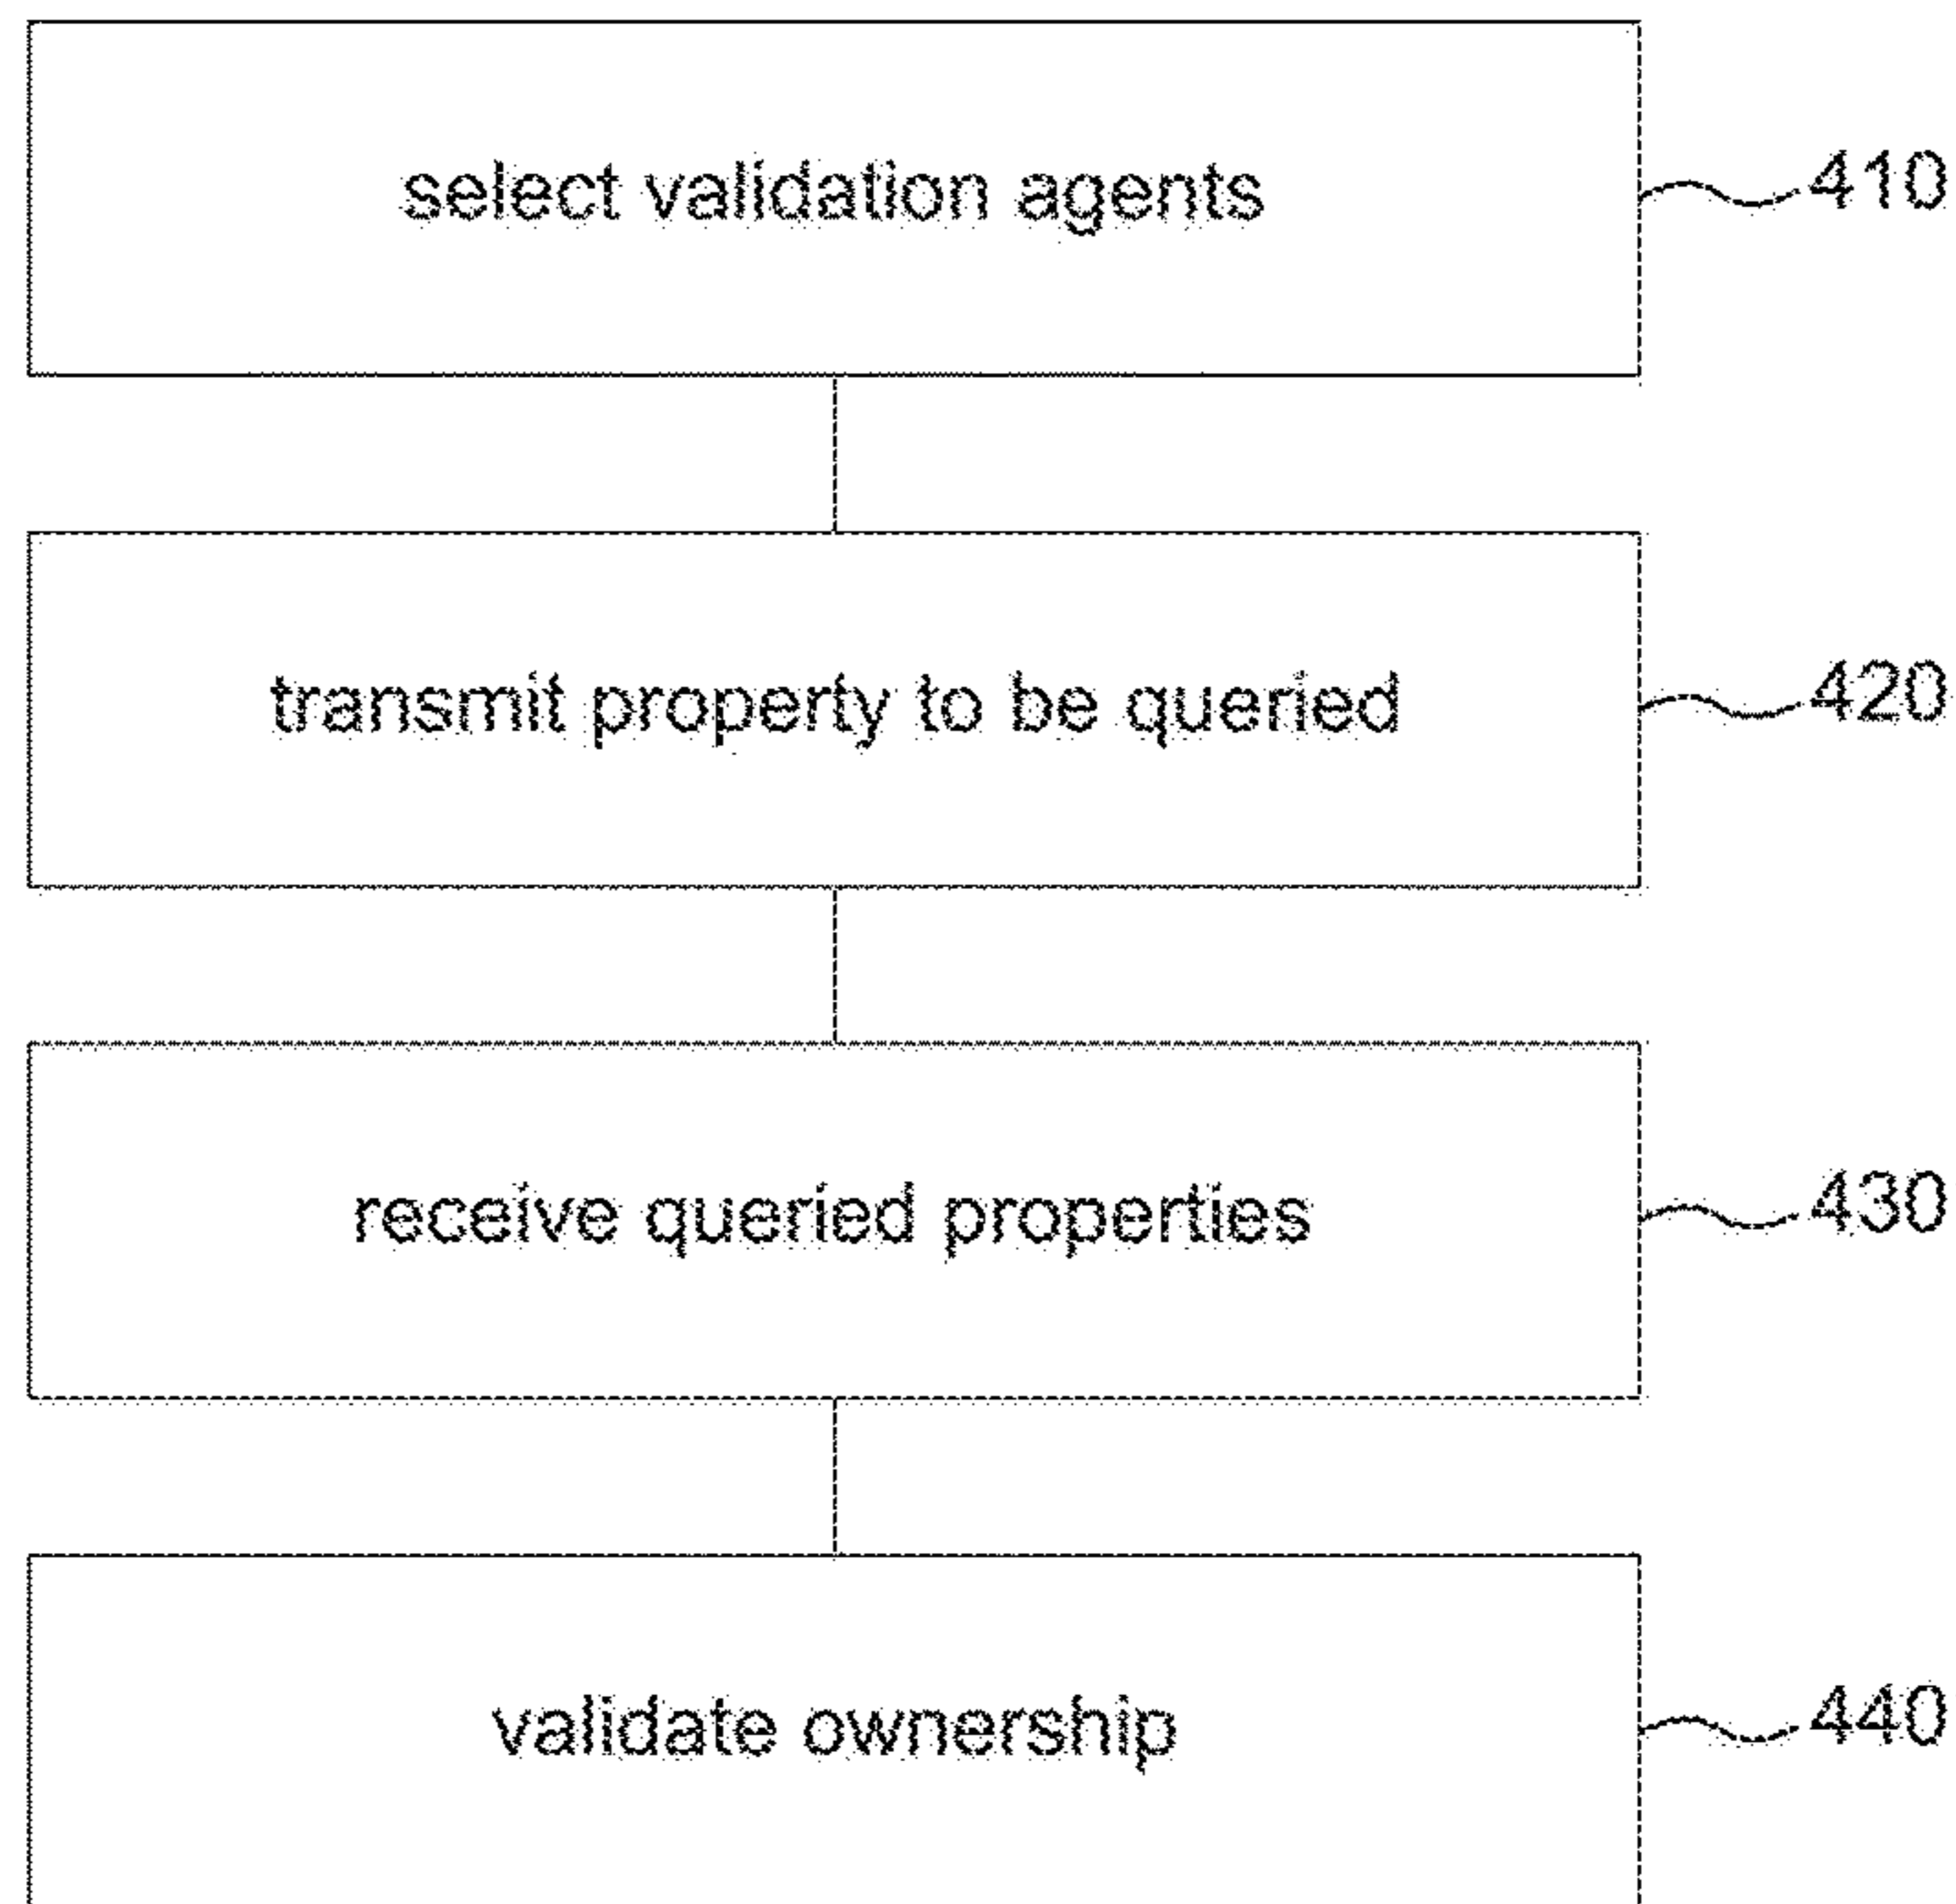 select validation agents 410
transmit property to be queried 420
receive queried properties 430
validate ownership 440